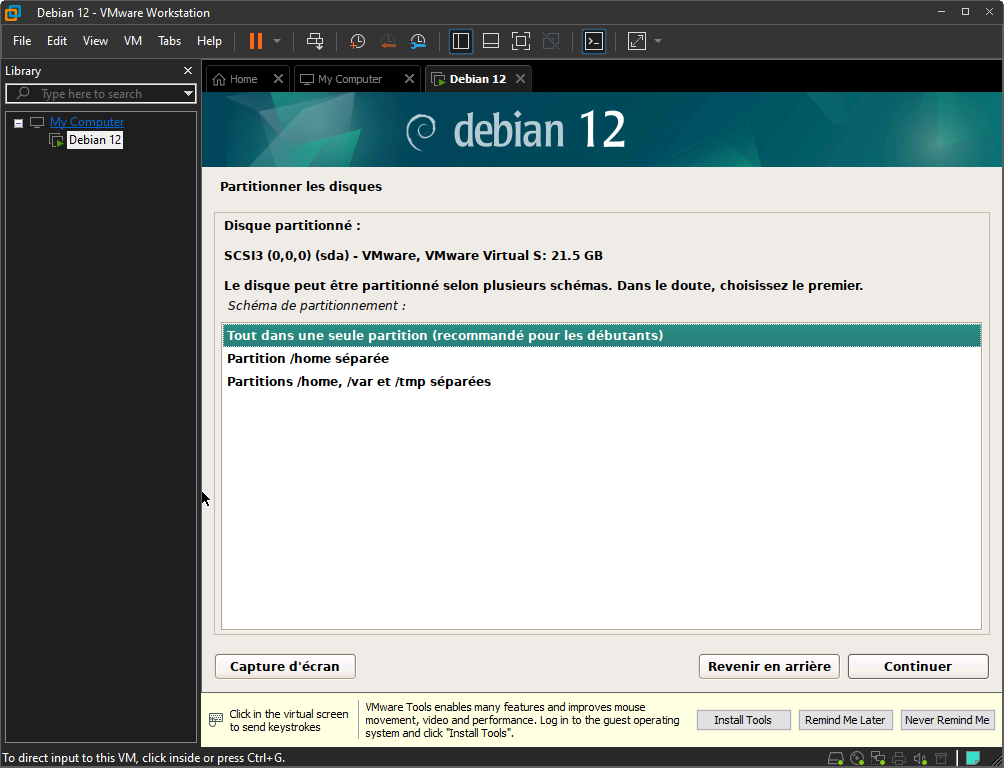 Debian 12 - VMware Workstation
File Edit View VM Tabs Help
Library
Type here to search
My Computer
Debian 12
Home
My Computer
Debian 12
debian 12
Partitionner les disques
Disque partitionné :
SCSI3 (0,0,0) (sda) - VMware, VMware Virtual S: 21.5 GB
Le disque peut être partitionné selon plusieurs schémas. Dans le doute, choisissez le premier.
Schéma de partitionnement :
Tout dans une seule partition (recommandé pour les débutants)
Partition /home séparée
Partitions /home, /var et /tmp séparées
Capture d'écran
Revenir en arrière
Continuer
Click in the virtual screen
to send keystrokes
VMware Tools enables many features and improves mouse
movement, video and performance. Log in to the guest operating
system and click "Install Tools".
Install Tools
Remind Me Later
Never Remind Me
To direct input to this VM, click inside or press Ctrl+G.